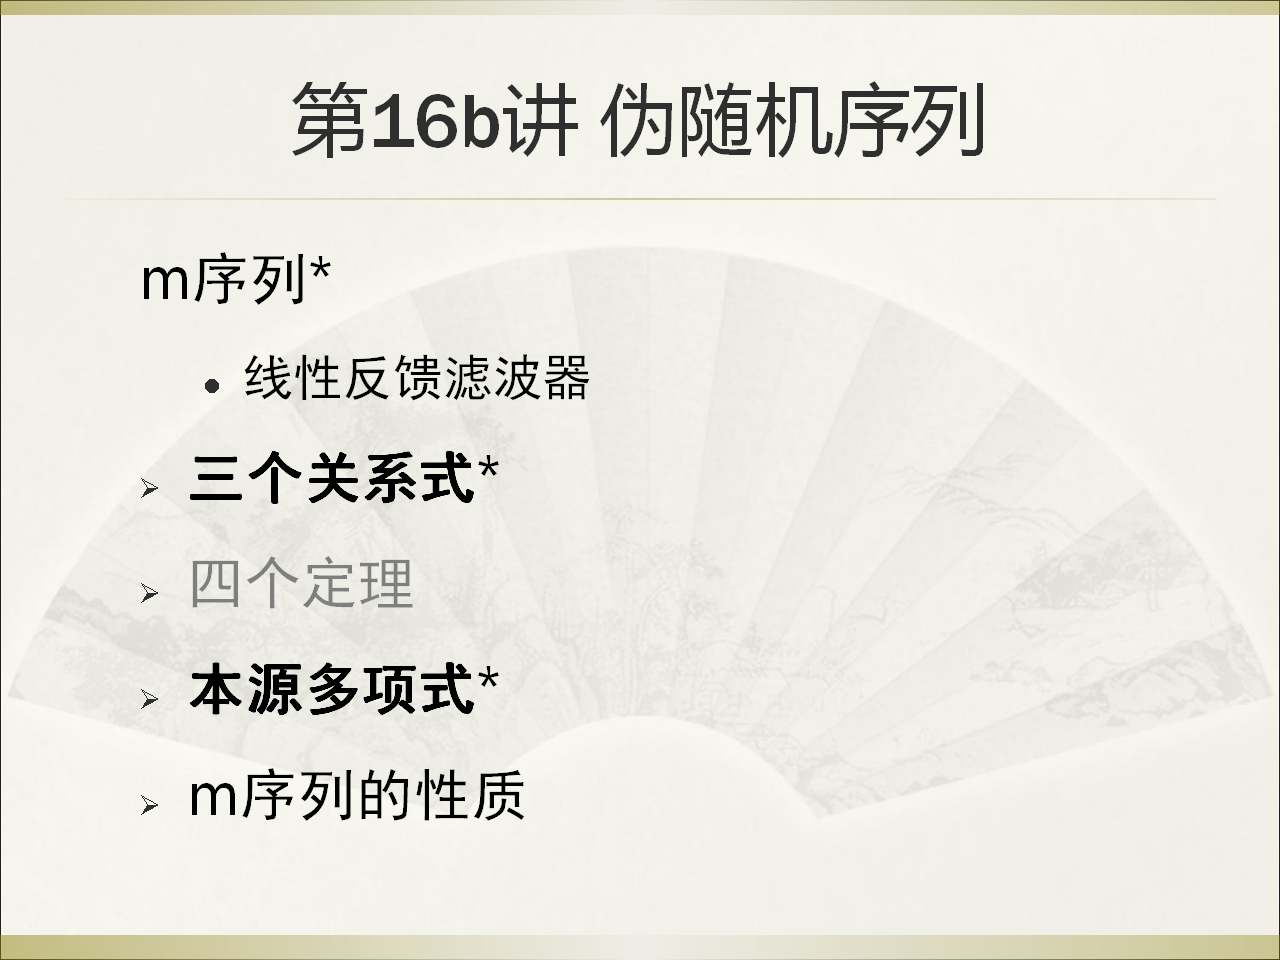 第16b讲 伪随机序列
m序列*
线性反馈滤波器
三个关系式*
四个定理
本源多项式*
m序列的性质